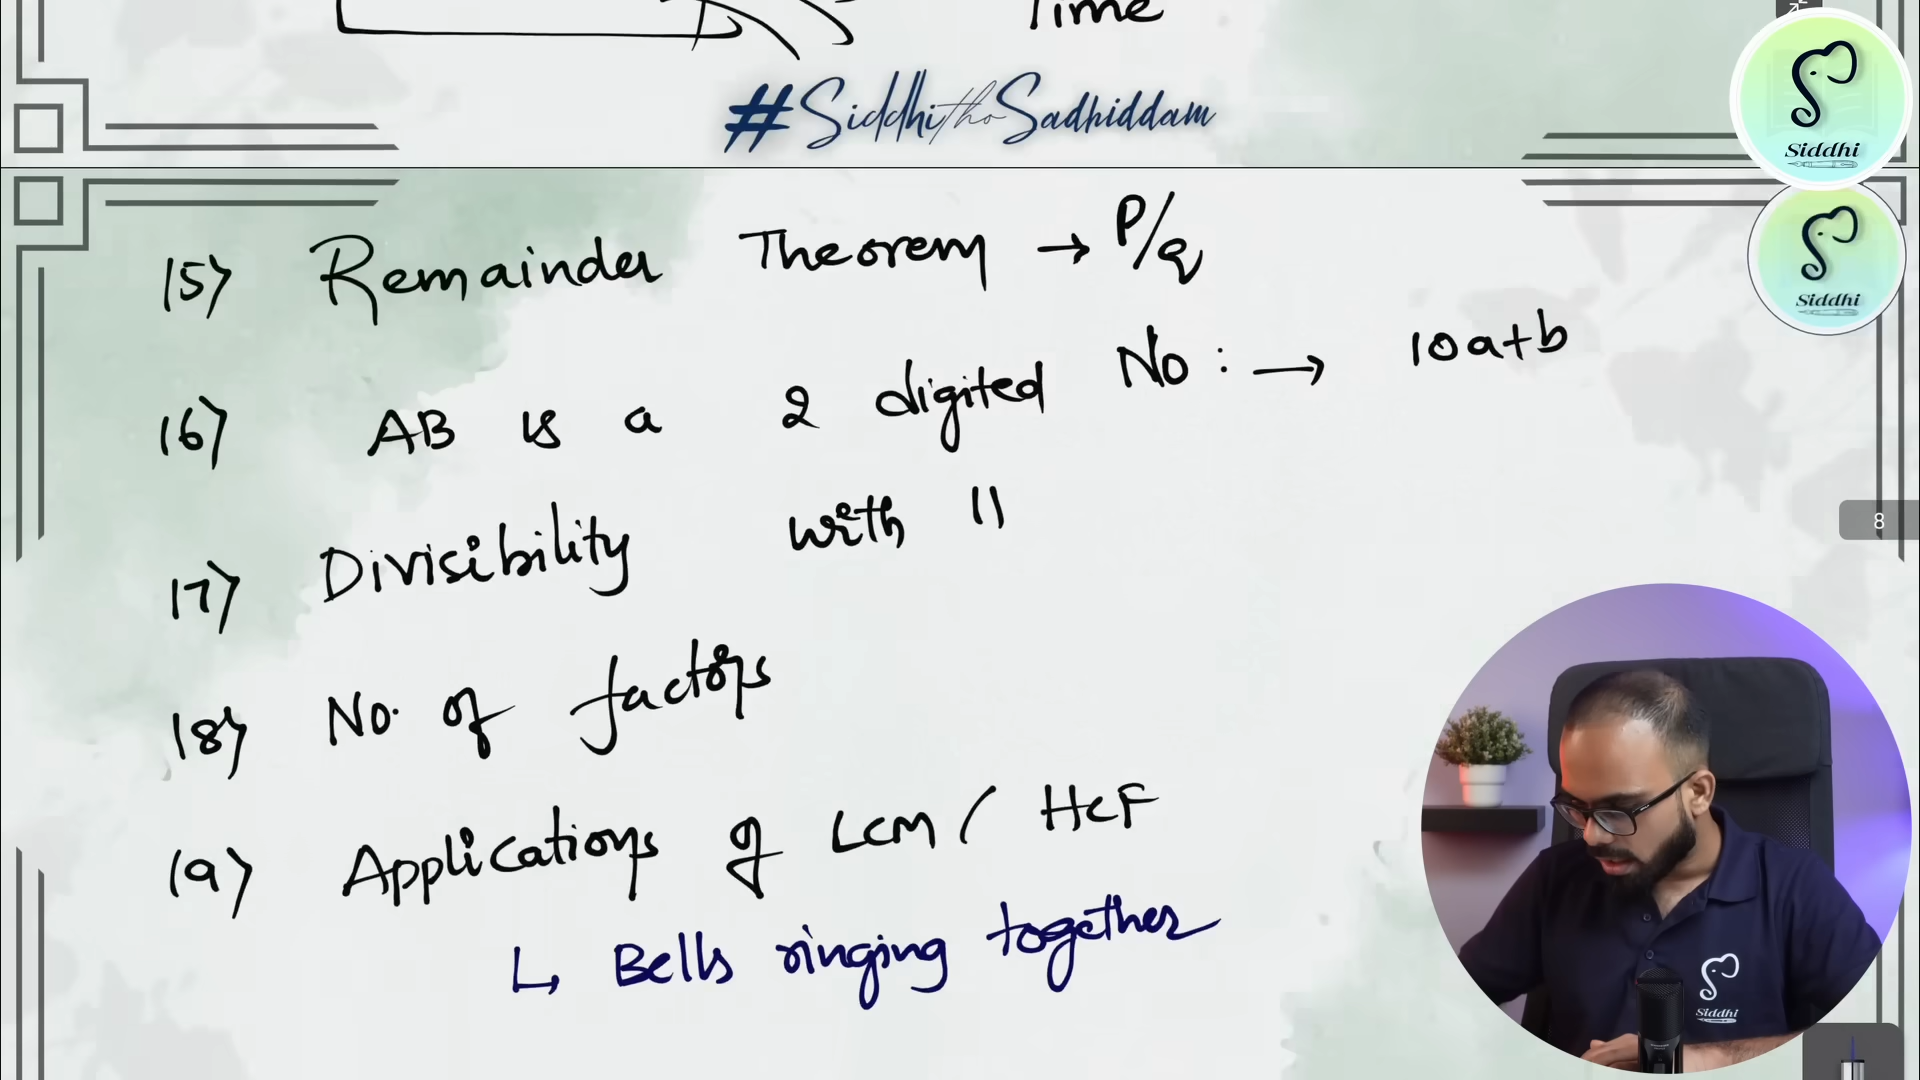 Time
#SiddhithoSadhiddam
Siddhi
Siddhi
15) Remainder Theorem → P/q
16) AB is a 2 digited No: → 10a+b
17) Divisibility with 11
8
18) No. of factors
19) Applications of LCM / HCF
↳ Bells ringing together
Siddhi